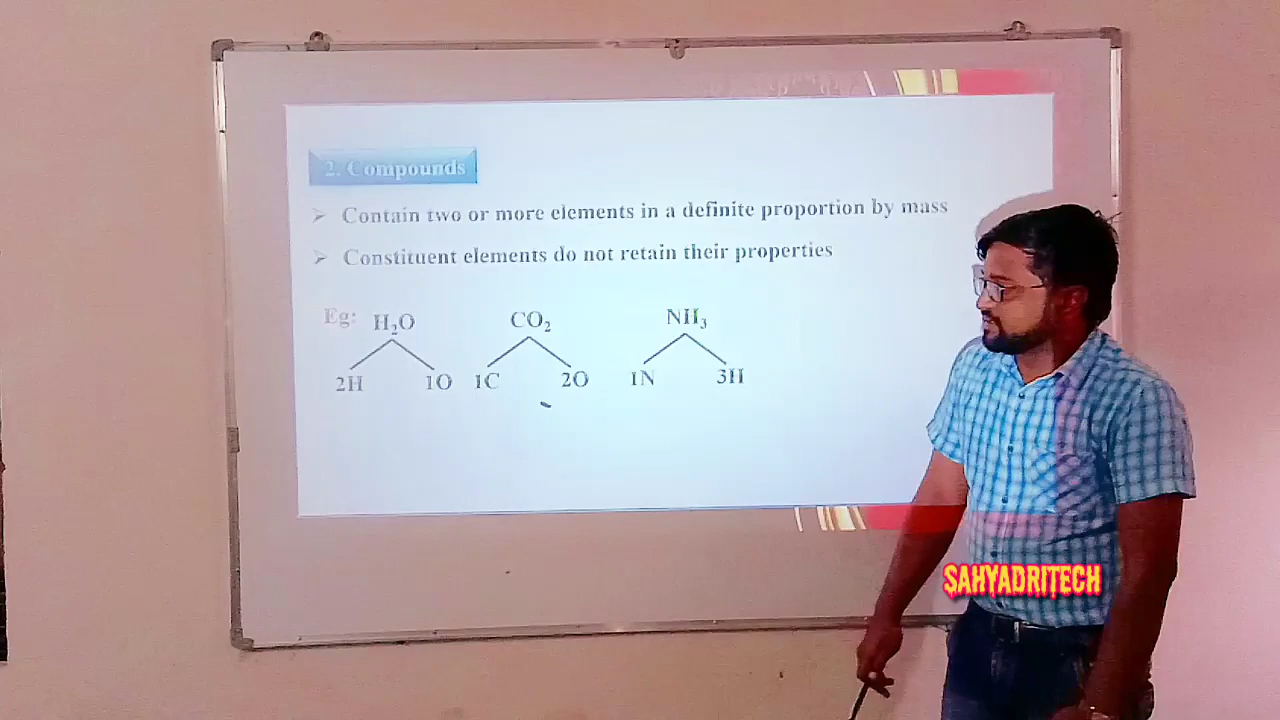 2. Compounds
➢ Contain two or more elements in a definite proportion by mass
➢ Constituent elements do not retain their properties
Eg: H₂O CO₂ NH₃
2H 1O 1C 2O 1N 3H
SAHYADRITECH